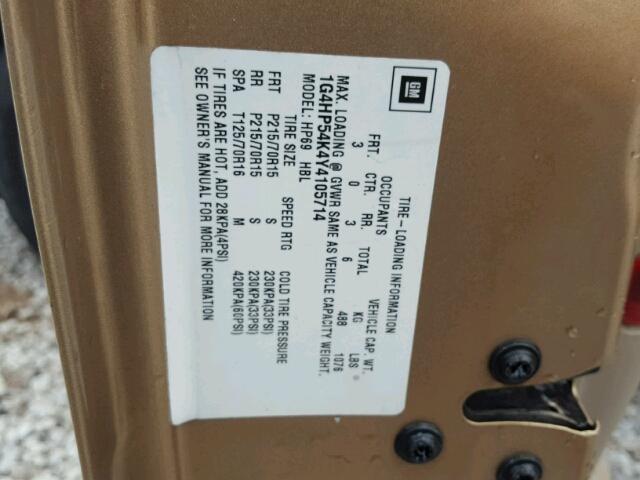 GM
TIRE-LOADING INFORMATION
OCCUPANTS VEHICLE CAP. WT.
FRT. CTR. RR. TOTAL KG LBS
3 0 3 6 488 1076
MAX. LOADING @ GVWR SAME AS VEHICLE CAPACITY WEIGHT.
1G4HP54K4Y4105714
MODEL: HP69 HBL
TIRE SIZE SPEED RTG COLD TIRE PRESSURE
FRT P215/70R15 S 230KPA(33PSI)
RR P215/70R15 S 230KPA(33PSI)
SPA T125/70R16 M 420KPA(60PSI)
IF TIRES ARE HOT, ADD 28KPA(4PSI)
SEE OWNER'S MANUAL FOR MORE INFORMATION